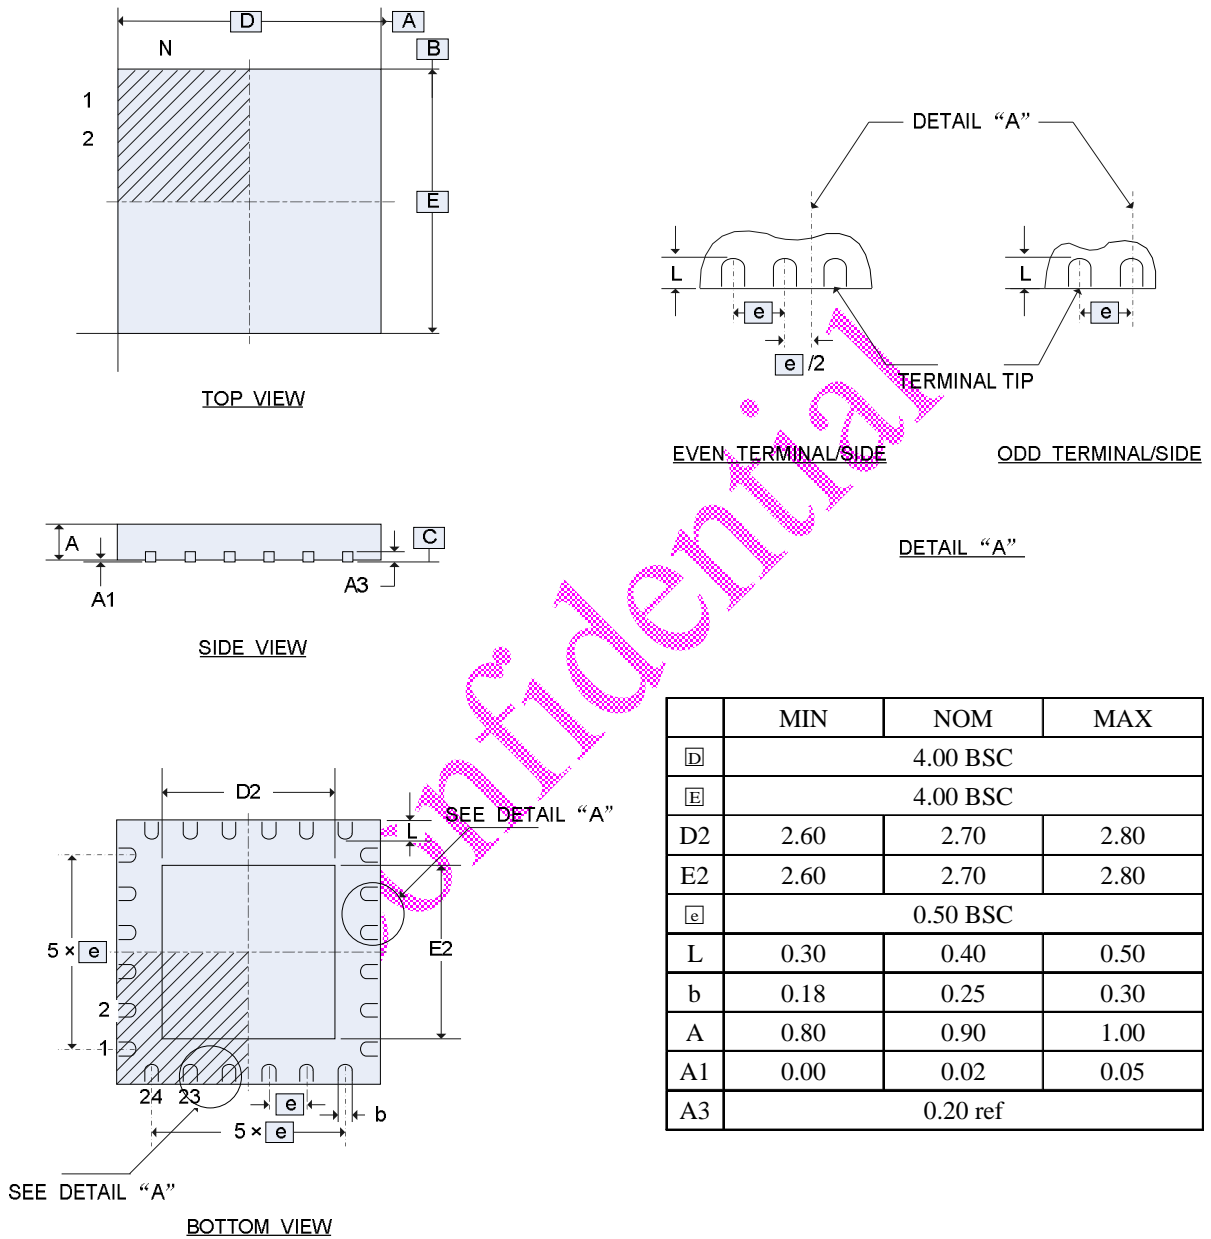 D
A
N
B
1
2
E
TOP VIEW
DETAIL “A”
L
e
e /2
L
e
TERMINAL TIP
EVEN TERMINAL/SIDE
ODD TERMINAL/SIDE
DETAIL “A”
A
A1
A3
C
SIDE VIEW
Confidential
D2
L
SEE DETAIL “A”
5 × e
E2
2
1
24 23
e
b
5 × e
SEE DETAIL “A”
BOTTOM VIEW
MIN NOM MAX
D 4.00 BSC
E 4.00 BSC
D2 2.60 2.70 2.80
E2 2.60 2.70 2.80
e 0.50 BSC
L 0.30 0.40 0.50
b 0.18 0.25 0.30
A 0.80 0.90 1.00
A1 0.00 0.02 0.05
A3 0.20 ref